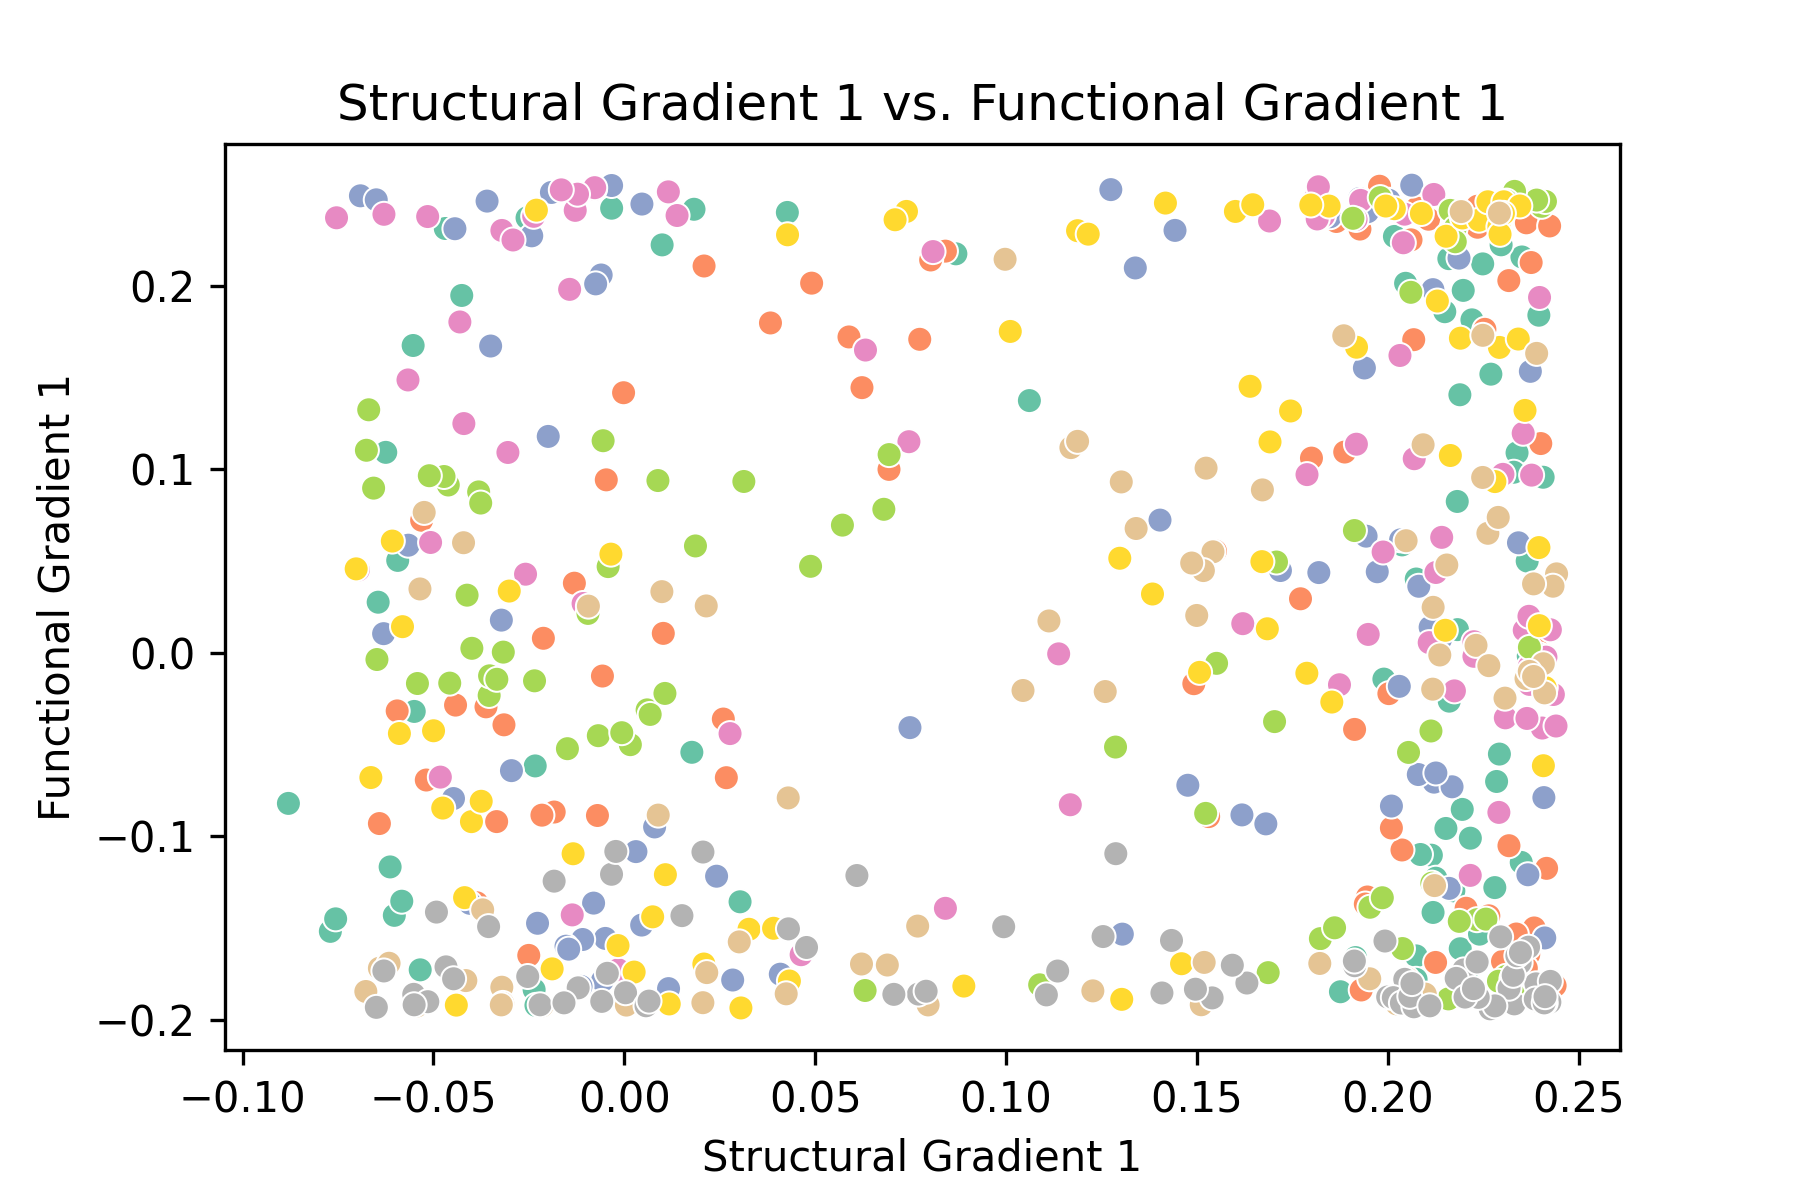 Structural Gradient 1 vs. Functional Gradient 1
Functional Gradient 1
0.2
0.1
0.0
−0.1
−0.2
−0.10 −0.05 0.00 0.05 0.10 0.15 0.20 0.25
Structural Gradient 1